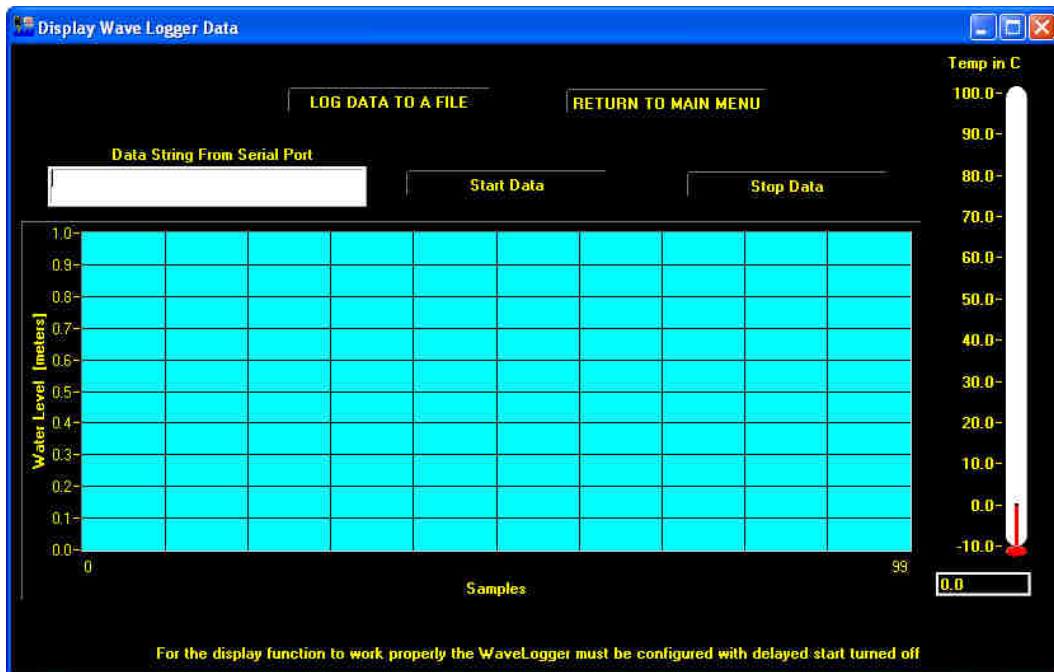 Display Wave Logger Data
Temp in C
LOG DATA TO A FILE
RETURN TO MAIN MENU
Data String From Serial Port
Start Data
Stop Data
Water Level [meters]
1.0
0.9
0.8
0.7
0.6
0.5
0.4
0.3
0.2
0.1
0.0
0
99
Samples
100.0
90.0
80.0
70.0
60.0
50.0
40.0
30.0
20.0
10.0
0.0
-10.0
0.0
For the display function to work properly the WaveLogger must be configured with delayed start turned off